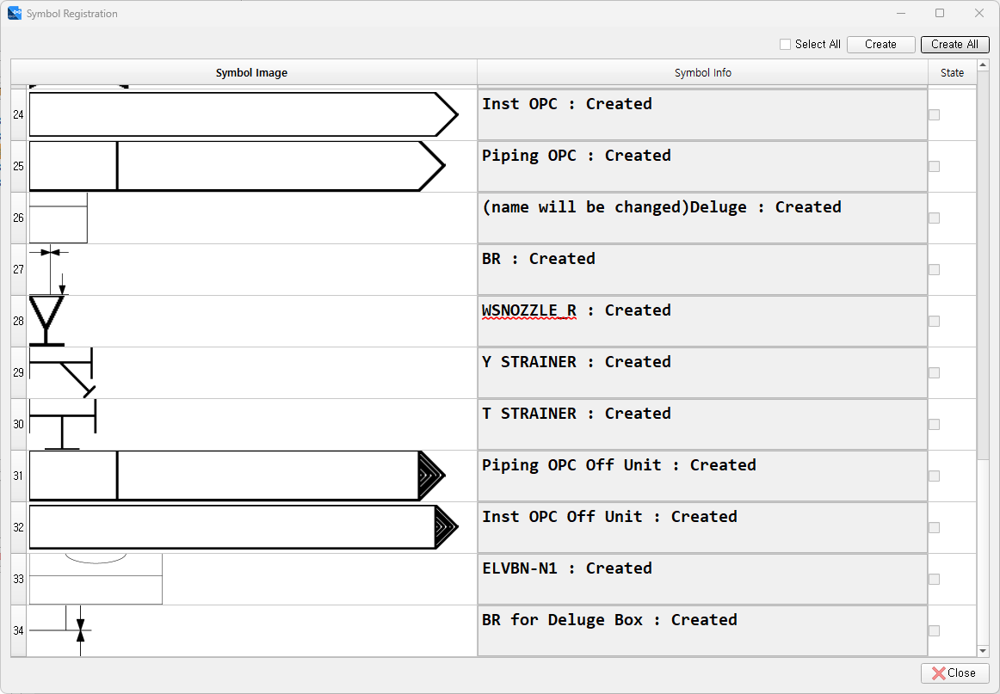 Symbol Registration
Select All Create Create All
Symbol Image Symbol Info State
24 Inst OPC : Created
25 Piping OPC : Created
26 (name will be changed)Deluge : Created
27 BR : Created
28 WSNOZZLE_R : Created
29 Y STRAINER : Created
30 T STRAINER : Created
31 Piping OPC Off Unit : Created
32 Inst OPC Off Unit : Created
33 ELVBN-N1 : Created
34 BR for Deluge Box : Created
Close